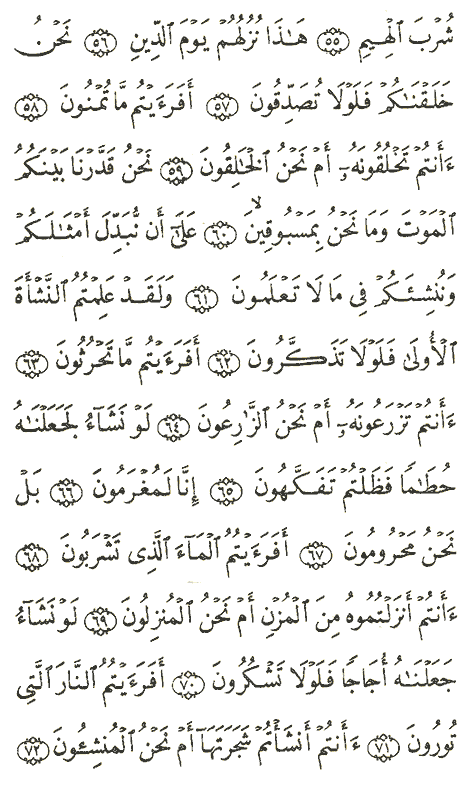 شُرْبَ ٱلْهِيمِ ٥٥ هَـٰذَا نُزُلُهُمْ يَوْمَ ٱلدِّينِ ٥٦ نَحْنُ
خَلَقْنَـٰكُمْ فَلَوْلَا تُصَدِّقُونَ ٥٧ أَفَرَءَيْتُم مَّا تُمْنُونَ ٥٨
ءَأَنتُمْ تَخْلُقُونَهُۥٓ أَمْ نَحْنُ ٱلْخَـٰلِقُونَ ٥٩ نَحْنُ قَدَّرْنَا بَيْنَكُمُ
ٱلْمَوْتَ وَمَا نَحْنُ بِمَسْبُوقِينَ ۙ ٦٠ عَلَىٰٓ أَن نُّبَدِّلَ أَمْثَـٰلَكُمْ
وَنُنشِئَكُمْ فِى مَا لَا تَعْلَمُونَ ٦١ وَلَقَدْ عَلِمْتُمُ ٱلنَّشْأَةَ
ٱلْأُولَىٰ فَلَوْلَا تَذَكَّرُونَ ٦٢ أَفَرَءَيْتُم مَّا تَحْرُثُونَ ٦٣
ءَأَنتُمْ تَزْرَعُونَهُۥٓ أَمْ نَحْنُ ٱلزَّٰرِعُونَ ٦٤ لَوْ نَشَآءُ لَجَعَلْنَـٰهُ
حُطَـٰمًا فَظَلْتُمْ تَفَكَّهُونَ ٦٥ إِنَّا لَمُغْرَمُونَ ٦٦ بَلْ
نَحْنُ مَحْرُومُونَ ٦٧ أَفَرَءَيْتُمُ ٱلْمَآءَ ٱلَّذِى تَشْرَبُونَ ٦٨
ءَأَنتُمْ أَنزَلْتُمُوهُ مِنَ ٱلْمُزْنِ أَمْ نَحْنُ ٱلْمُنزِلُونَ ٦٩ لَوْ نَشَآءُ
جَعَلْنَـٰهُ أُجَاجًا فَلَوْلَا تَشْكُرُونَ ٧٠ أَفَرَءَيْتُمُ ٱلنَّارَ ٱلَّتِى
تُورُونَ ٧١ ءَأَنتُمْ أَنشَأْتُمْ شَجَرَتَهَآ أَمْ نَحْنُ ٱلْمُنشِـُٔونَ ٧٢